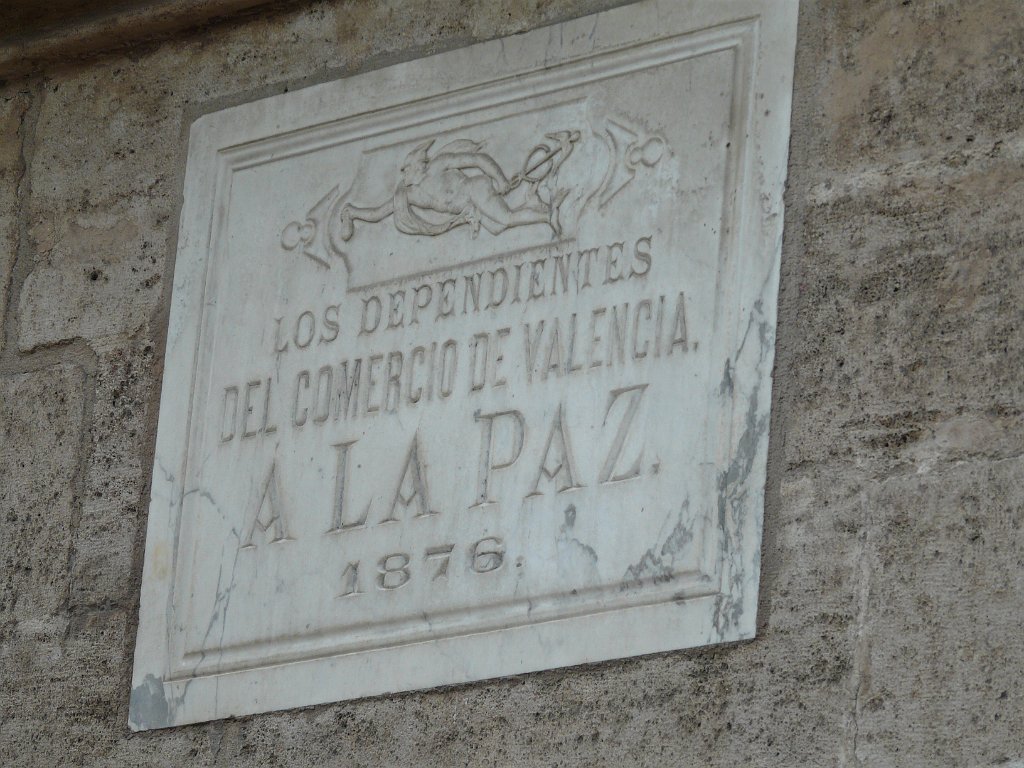 LOS DEPENDIENTES
DEL COMERCIO DE VALENCIA.
A LA PAZ.
1876.